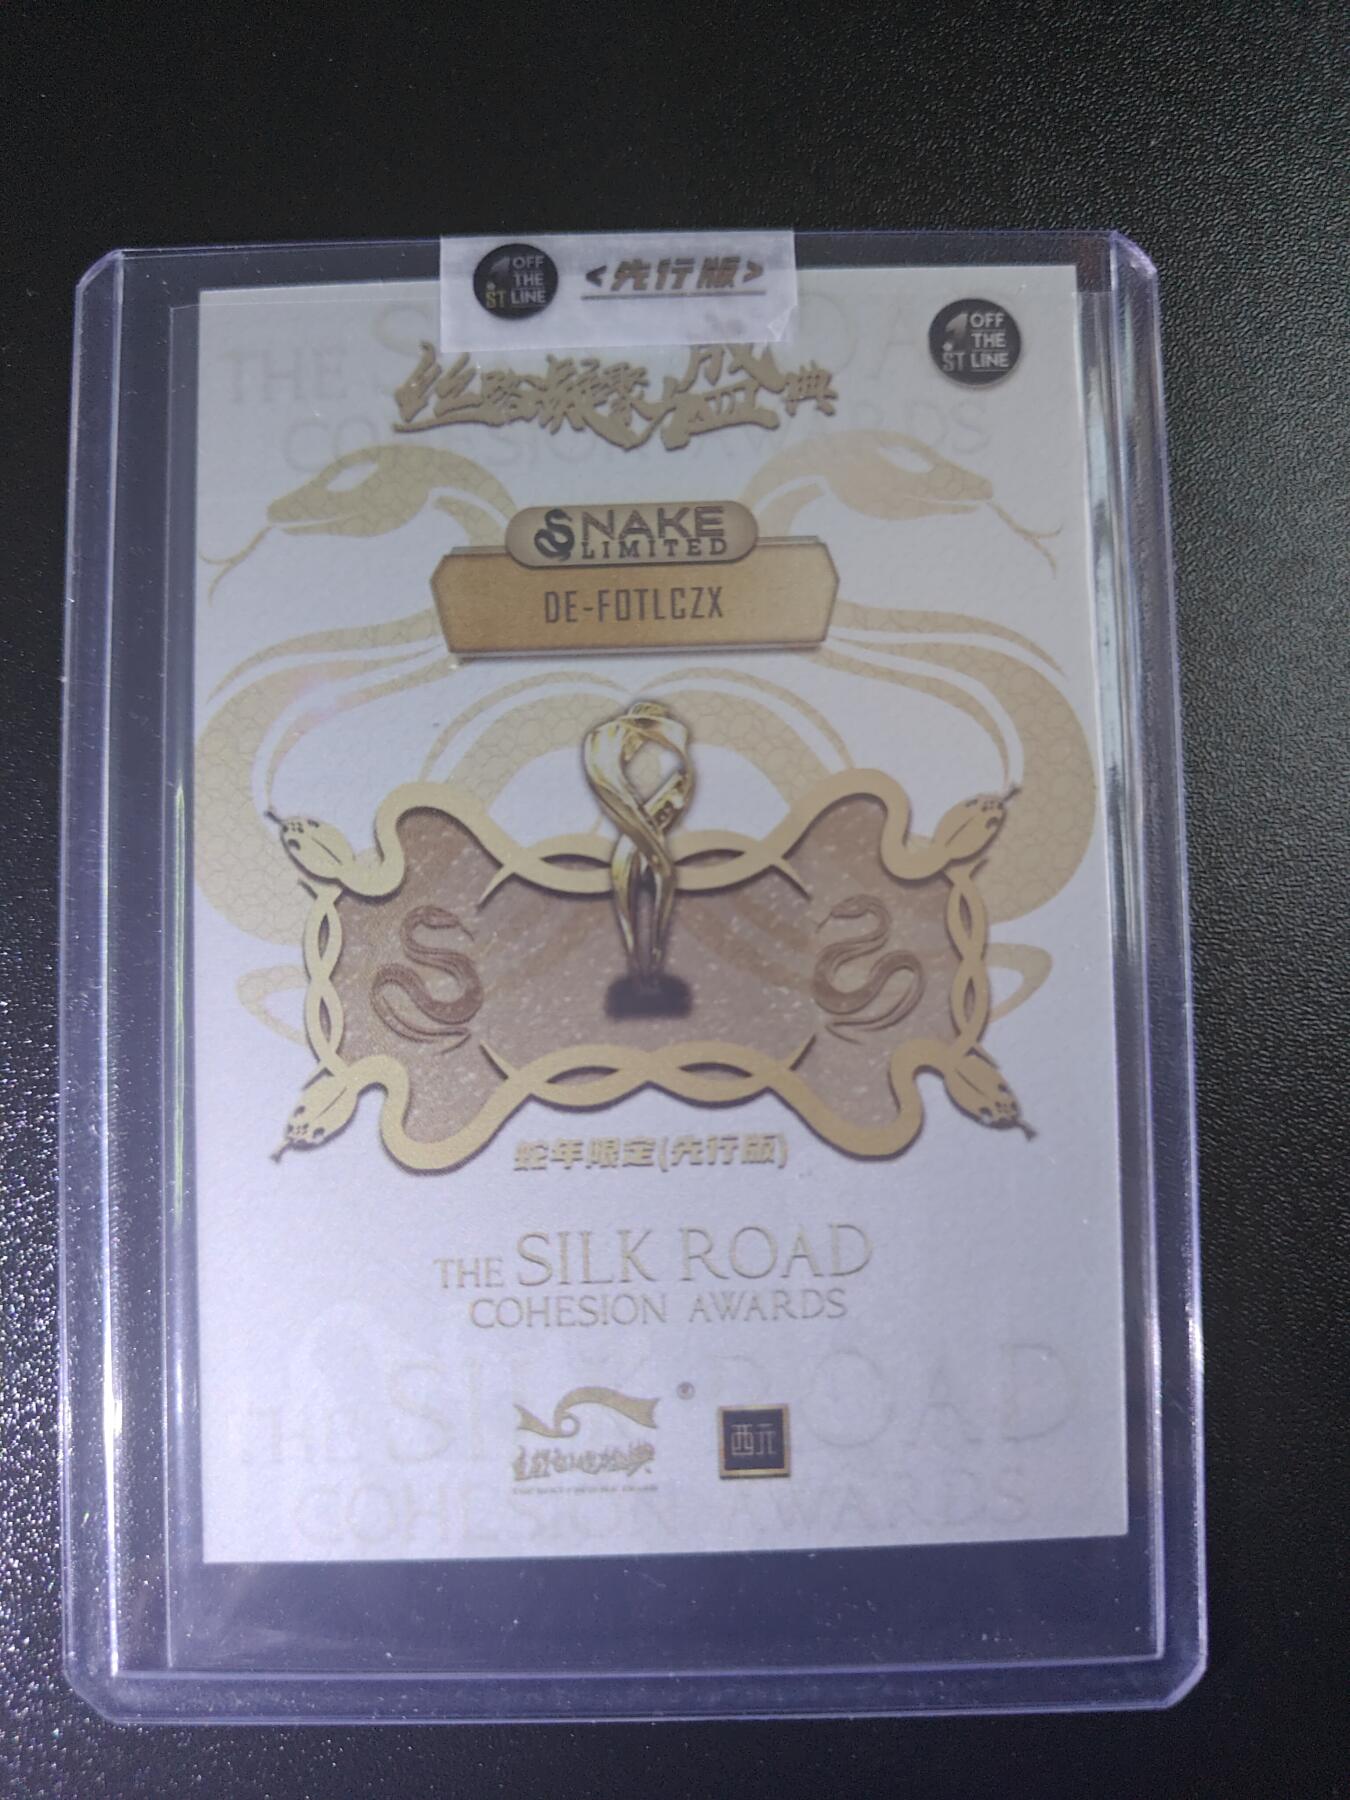 1ST OFF THE LINE
<先行版>
1ST OFF THE LINE
THE SILK ROAD
COHESION AWARDS
丝路凝聚盛典
SNAKE
LIMITED
DE-FOTLCZX
蛇年限定(先行版)
THE SILK ROAD
COHESION AWARDS
THE SILK ROAD
®
西亓
COHESION AWARDS